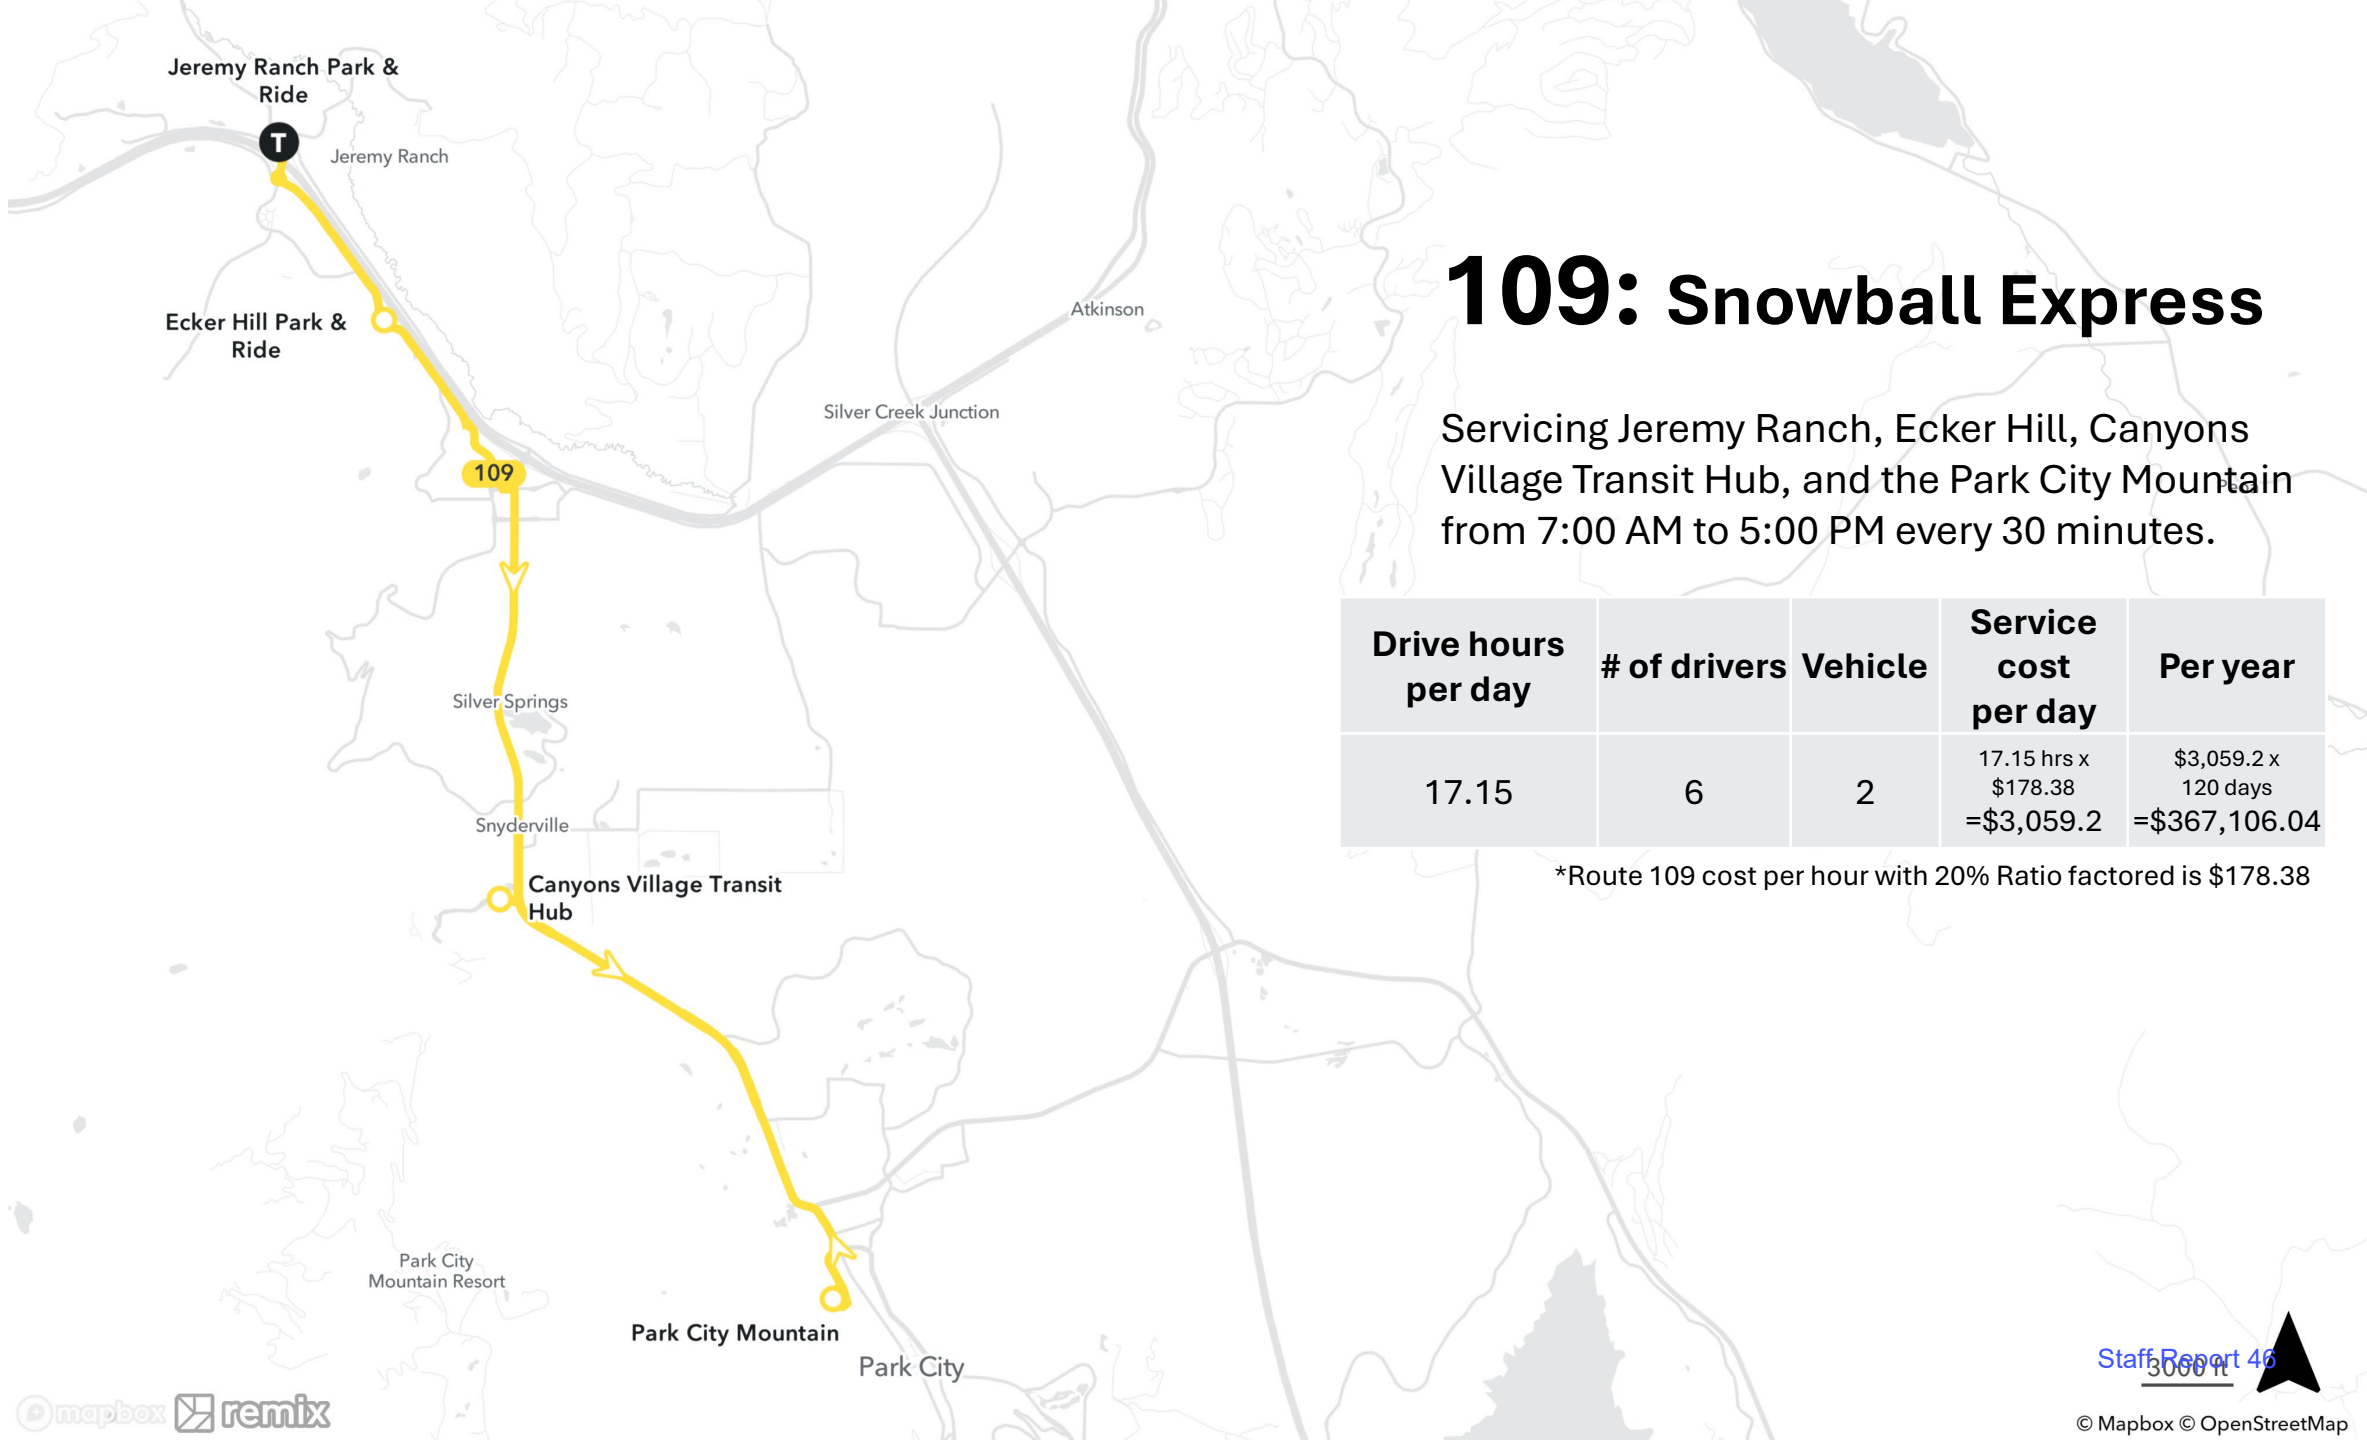 Jeremy Ranch Park &
Ride
T
Jeremy Ranch
Ecker Hill Park &
Ride
Atkinson
Silver Creek Junction
109
Silver Springs
Snyderville
Canyons Village Transit
Hub
Park City
Mountain Resort
Park City Mountain
Park City
109: Snowball Express
Servicing Jeremy Ranch, Ecker Hill, Canyons
Village Transit Hub, and the Park City Mountain
from 7:00 AM to 5:00 PM every 30 minutes.
Drive hours
per day
# of drivers
Vehicle
Service
cost
per day
Per year
17.15
6
2
17.15 hrs x
$178.38
=$3,059.2
$3,059.2 x
120 days
=$367,106.04
*Route 109 cost per hour with 20% Ratio factored is $178.38
Staff Report 46
3000 ft
mapbox
remix
© Mapbox © OpenStreetMap